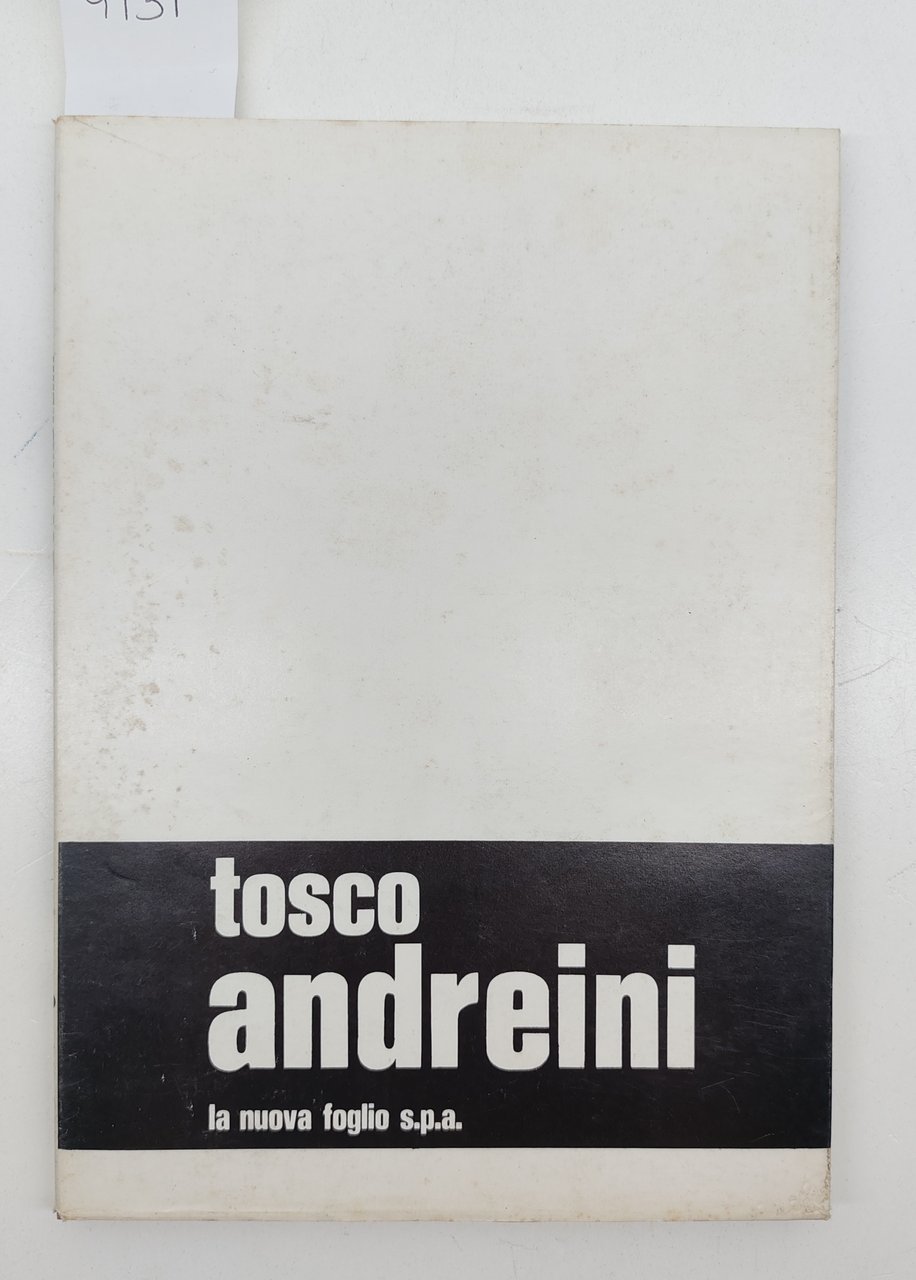 tosco
andreini
la nuova foglio s.p.a.